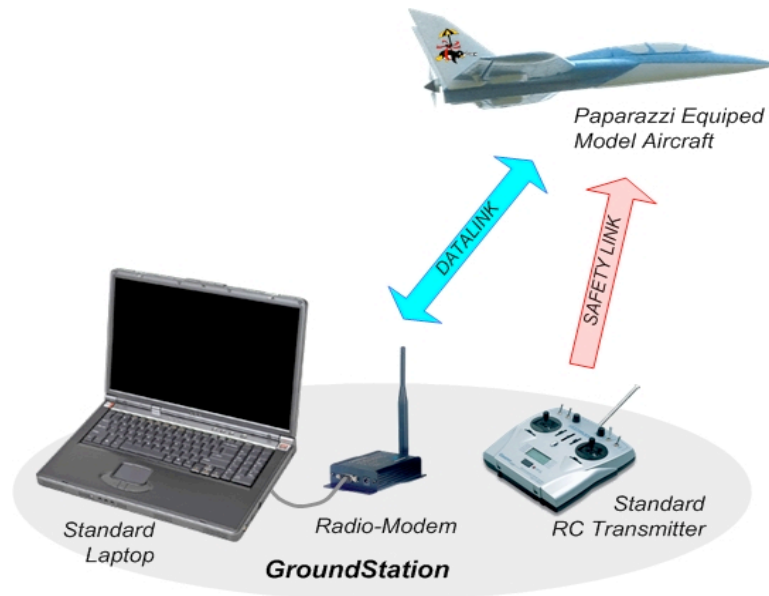 Paparazzi Equiped
Model Aircraft
DATALINK
SAFETY LINK
Standard
Laptop
Radio-Modem
Standard
RC Transmitter
GroundStation